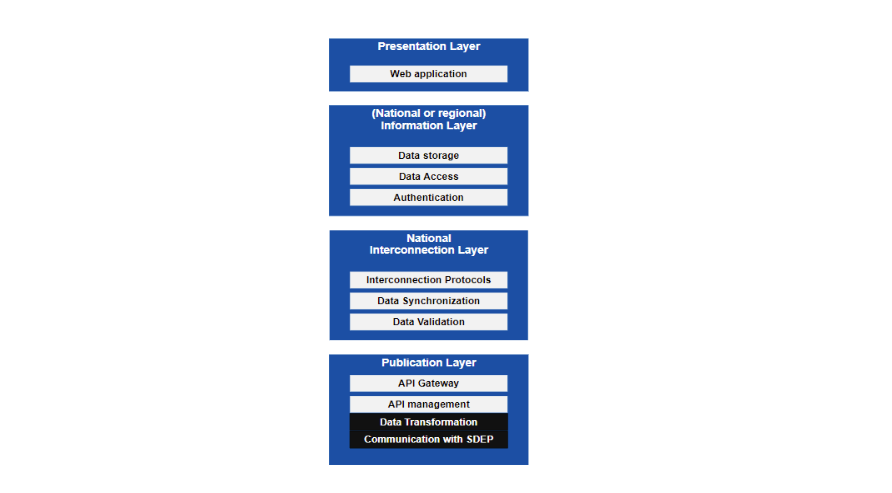 Presentation Layer
Web application
(National or regional)
Information Layer
Data storage
Data Access
Authentication
National
Interconnection Layer
Interconnection Protocols
Data Synchronization
Data Validation
Publication Layer
API Gateway
API management
Data Transformation
Communication with SDEP